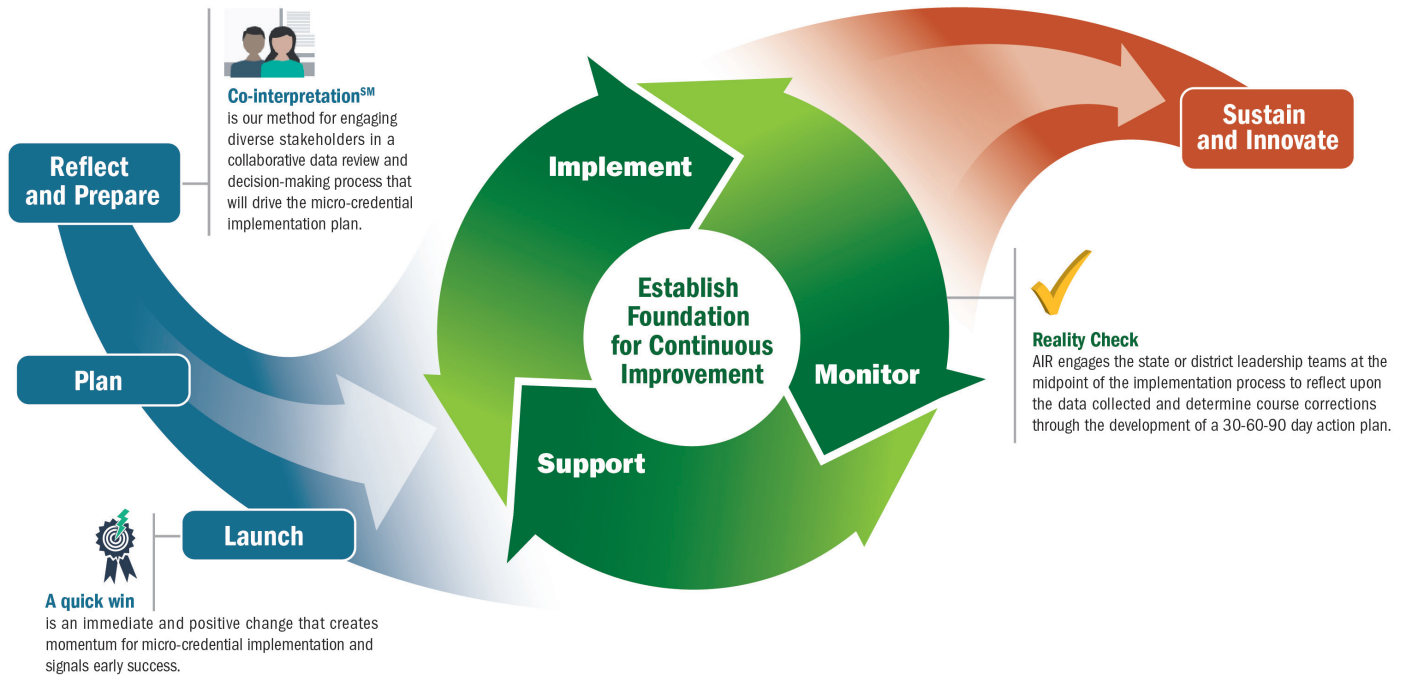 Reflect
and Prepare
Co-interpretationSM
is our method for engaging
diverse stakeholders in a
collaborative data review and
decision-making process that
will drive the micro-credential
implementation plan.
Plan
Launch
A quick win
is an immediate and positive change that creates
momentum for micro-credential implementation and
signals early success.
Implement
Establish
Foundation
for Continuous
Improvement
Monitor
Support
Sustain
and Innovate
Reality Check
AIR engages the state or district leadership teams at the
midpoint of the implementation process to reflect upon
the data collected and determine course corrections
through the development of a 30-60-90 day action plan.